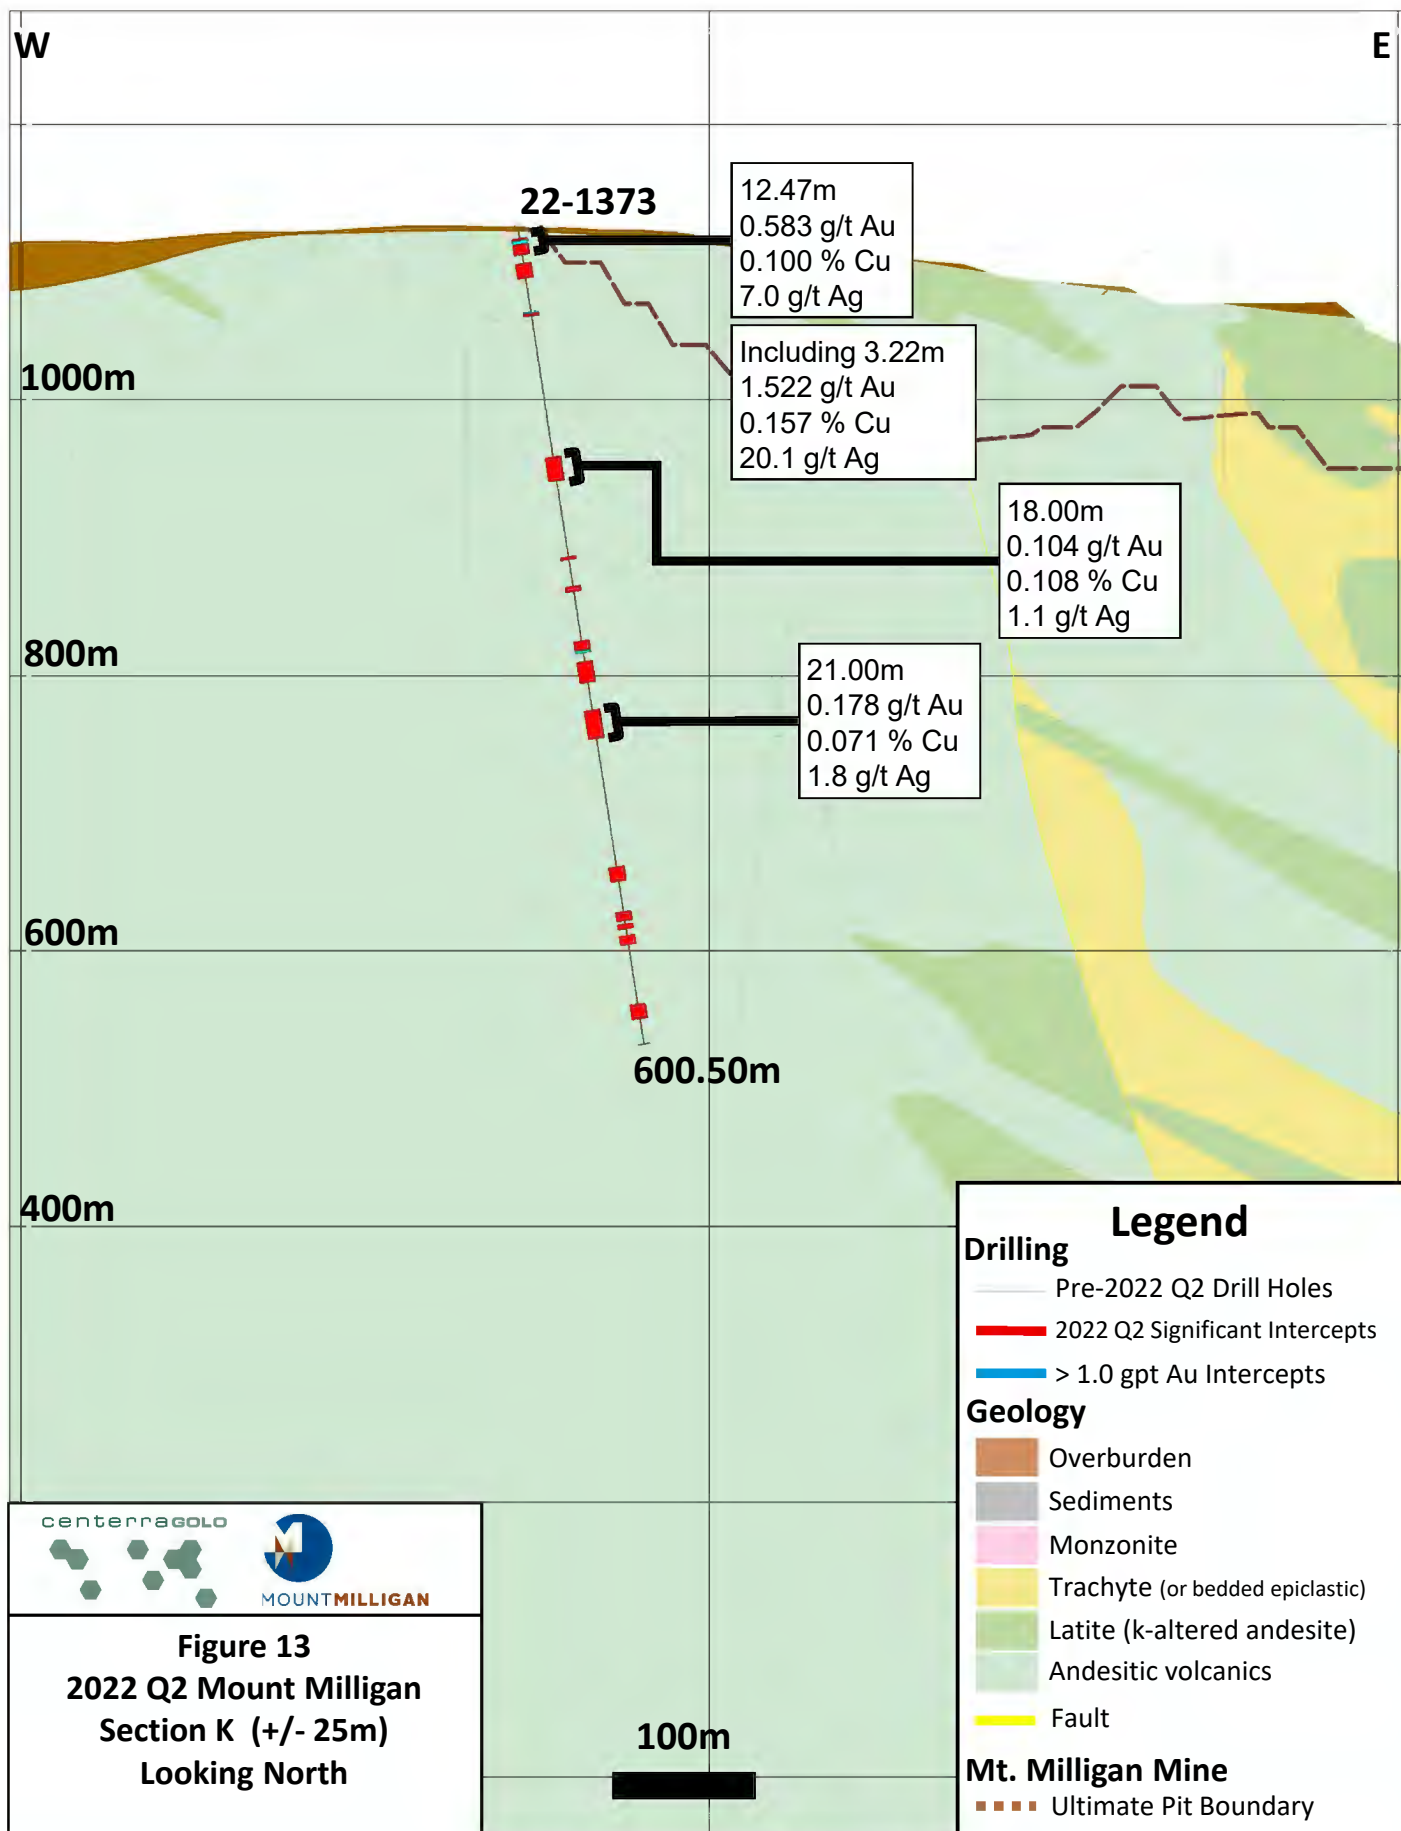 W
E
22-1373
12.47m
0.583 g/t Au
0.100 % Cu
7.0 g/t Ag
Including 3.22m
1.522 g/t Au
0.157 % Cu
20.1 g/t Ag
1000m
18.00m
0.104 g/t Au
0.108 % Cu
1.1 g/t Ag
800m
21.00m
0.178 g/t Au
0.071 % Cu
1.8 g/t Ag
600m
600.50m
400m
Legend
Drilling
Pre-2022 Q2 Drill Holes
2022 Q2 Significant Intercepts
> 1.0 gpt Au Intercepts
Geology
Overburden
Sediments
Monzonite
Trachyte (or bedded epiclastic)
Latite (k-altered andesite)
Andesitic volcanics
Fault
Mt. Milligan Mine
Ultimate Pit Boundary
centerraGOLD
MOUNTMILLIGAN
Figure 13
2022 Q2 Mount Milligan
Section K (+/- 25m)
Looking North
100m